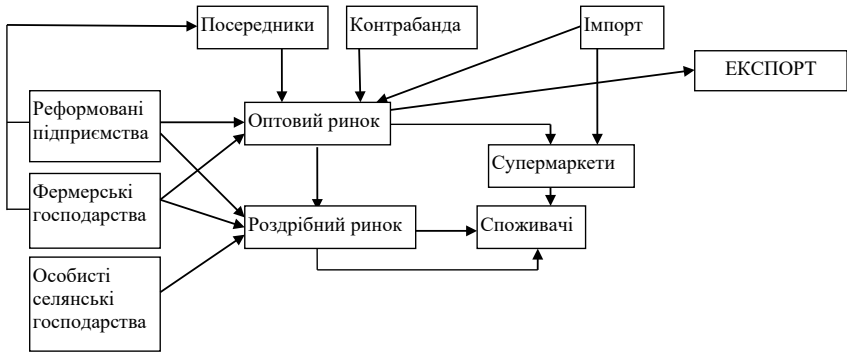 Посередники
Контрабанда
Імпорт
ЕКСПОРТ
Реформовані
підприємства
Оптовий ринок
Супермаркети
Фермерські
господарства
Роздрібний ринок
Споживачі
Особисті
селянські
господарства